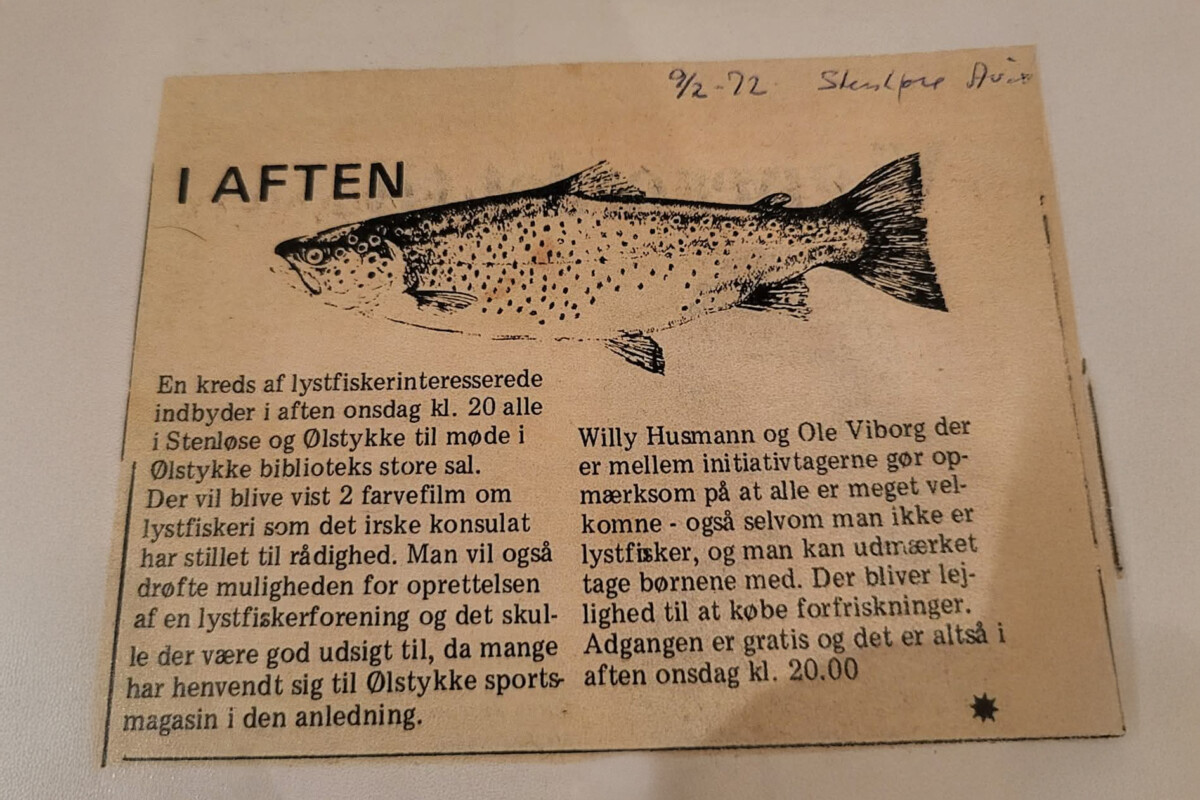 9/2-72 Stenløse Avis
I AFTEN
En kreds af lystfiskerinteresserede
indbyder i aften onsdag kl. 20 alle
i Stenløse og Ølstykke til møde i
Ølstykke biblioteks store sal.
Der vil blive vist 2 farvefilm om
lystfiskeri som det irske konsulat
har stillet til rådighed. Man vil også
drøfte muligheden for oprettelsen
af en lystfiskerforening og det skul-
le der være god udsigt til, da mange
har henvendt sig til Ølstykke sports-
magasin i den anledning.
Willy Husmann og Ole Viborg der
er mellem initiativtagerne gør op-
mærksom på at alle er meget vel-
komne - også selvom man ikke er
lystfisker, og man kan udmærket
tage børnene med. Der bliver lej-
lighed til at købe forfriskninger.
Adgangen er gratis og det er altså i
aften onsdag kl. 20.00